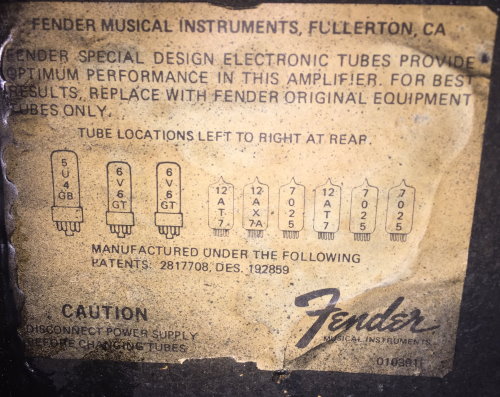 FENDER MUSICAL INSTRUMENTS, FULLERTON, CA
FENDER SPECIAL DESIGN ELECTRONIC TUBES PROVIDE
OPTIMUM PERFORMANCE IN THIS AMPLIFIER. FOR BEST
RESULTS, REPLACE WITH FENDER ORIGINAL EQUIPMENT
TUBES ONLY.
TUBE LOCATIONS LEFT TO RIGHT AT REAR.
5U4GB 6V6GT 6V6GT 12AT7 12AX7A 7025 12AT7 7025 7025
MANUFACTURED UNDER THE FOLLOWING
PATENTS: 2817708, DES. 192859
CAUTION
DISCONNECT POWER SUPPLY
BEFORE CHANGING TUBES
Fender
MUSICAL INSTRUMENTS